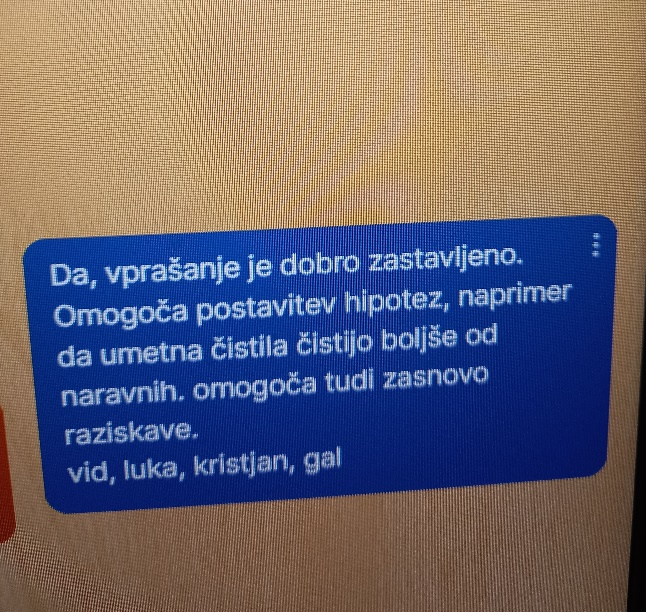 Da, vprašanje je dobro zastavljeno.
Omogoča postavitev hipotez, naprimer
da umetna čistila čistijo boljše od
naravnih. omogoča tudi zasnovo
raziskave.
vid, luka, kristjan, gal